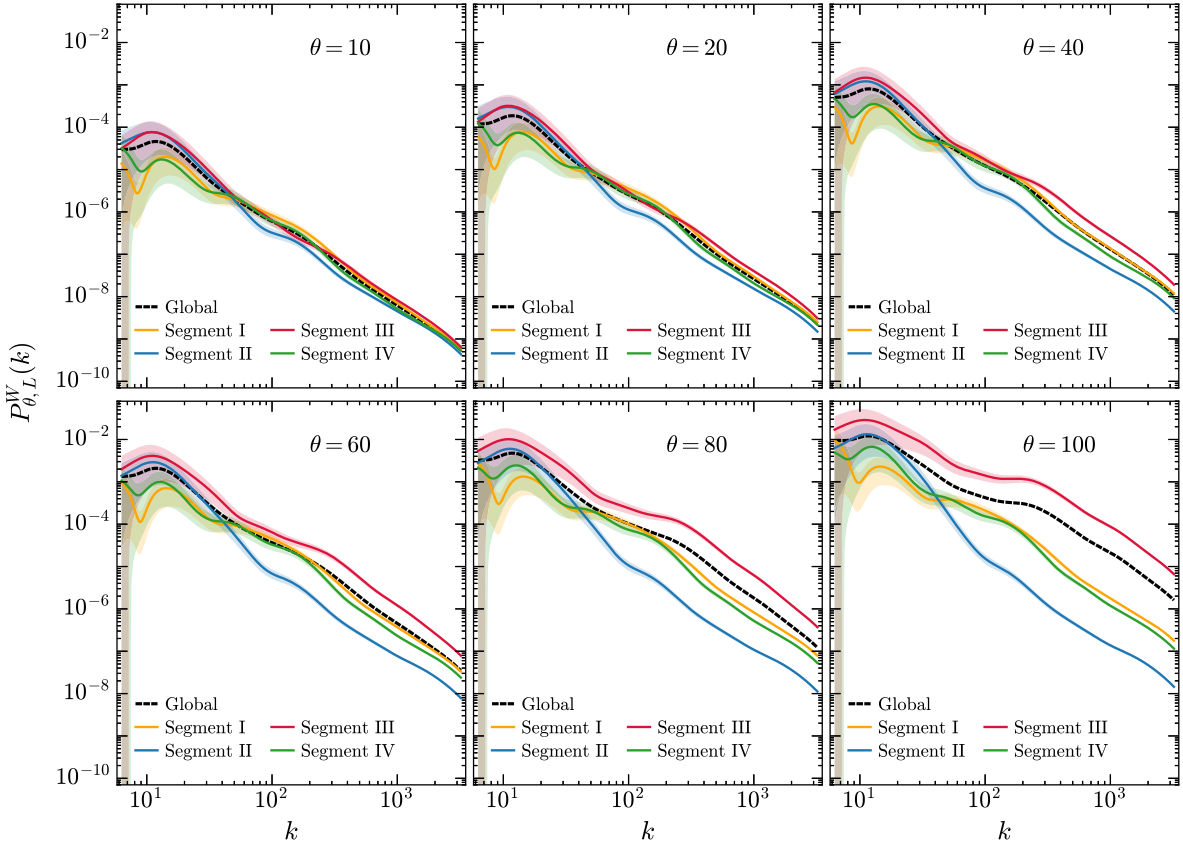 P^W_{θ,L}(k)
10^{-2}
10^{-4}
10^{-6}
10^{-8}
10^{-10}
θ = 10
Global
Segment I
Segment III
Segment II
Segment IV
θ = 20
Global
Segment I
Segment III
Segment II
Segment IV
θ = 40
Global
Segment I
Segment III
Segment II
Segment IV
10^{-2}
10^{-4}
10^{-6}
10^{-8}
10^{-10}
θ = 60
Global
Segment I
Segment III
Segment II
Segment IV
10^1
10^2
10^3
k
θ = 80
Global
Segment I
Segment III
Segment II
Segment IV
10^1
10^2
10^3
k
θ = 100
Global
Segment I
Segment III
Segment II
Segment IV
10^1
10^2
10^3
k